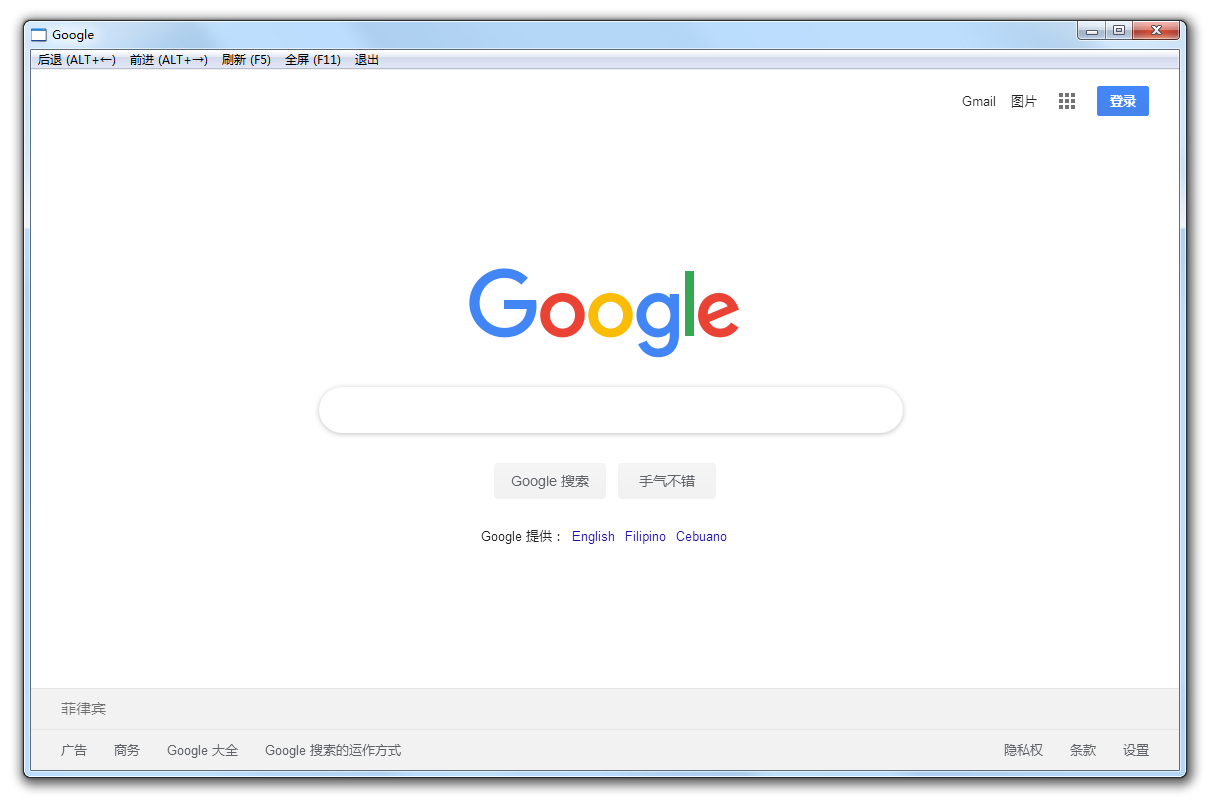 Google
后退 (ALT+←) 前进 (ALT+→) 刷新 (F5) 全屏 (F11) 退出
Gmail 图片 登录
Google
Google 搜索 手气不错
Google 提供： English Filipino Cebuano
菲律宾
广告 商务 Google 大全 Google 搜索的运作方式 隐私权 条款 设置